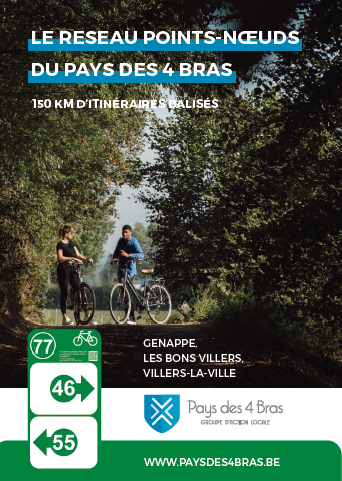 LE RESEAU POINTS-NŒUDS
DU PAYS DES 4 BRAS
150 KM D'ITINÉRAIRES BALISÉS
77
46
55
GENAPPE,
LES BONS VILLERS,
VILLERS-LA-VILLE
Pays des 4 Bras
GROUPE D'ACTION LOCALE
WWW.PAYSDES4BRAS.BE